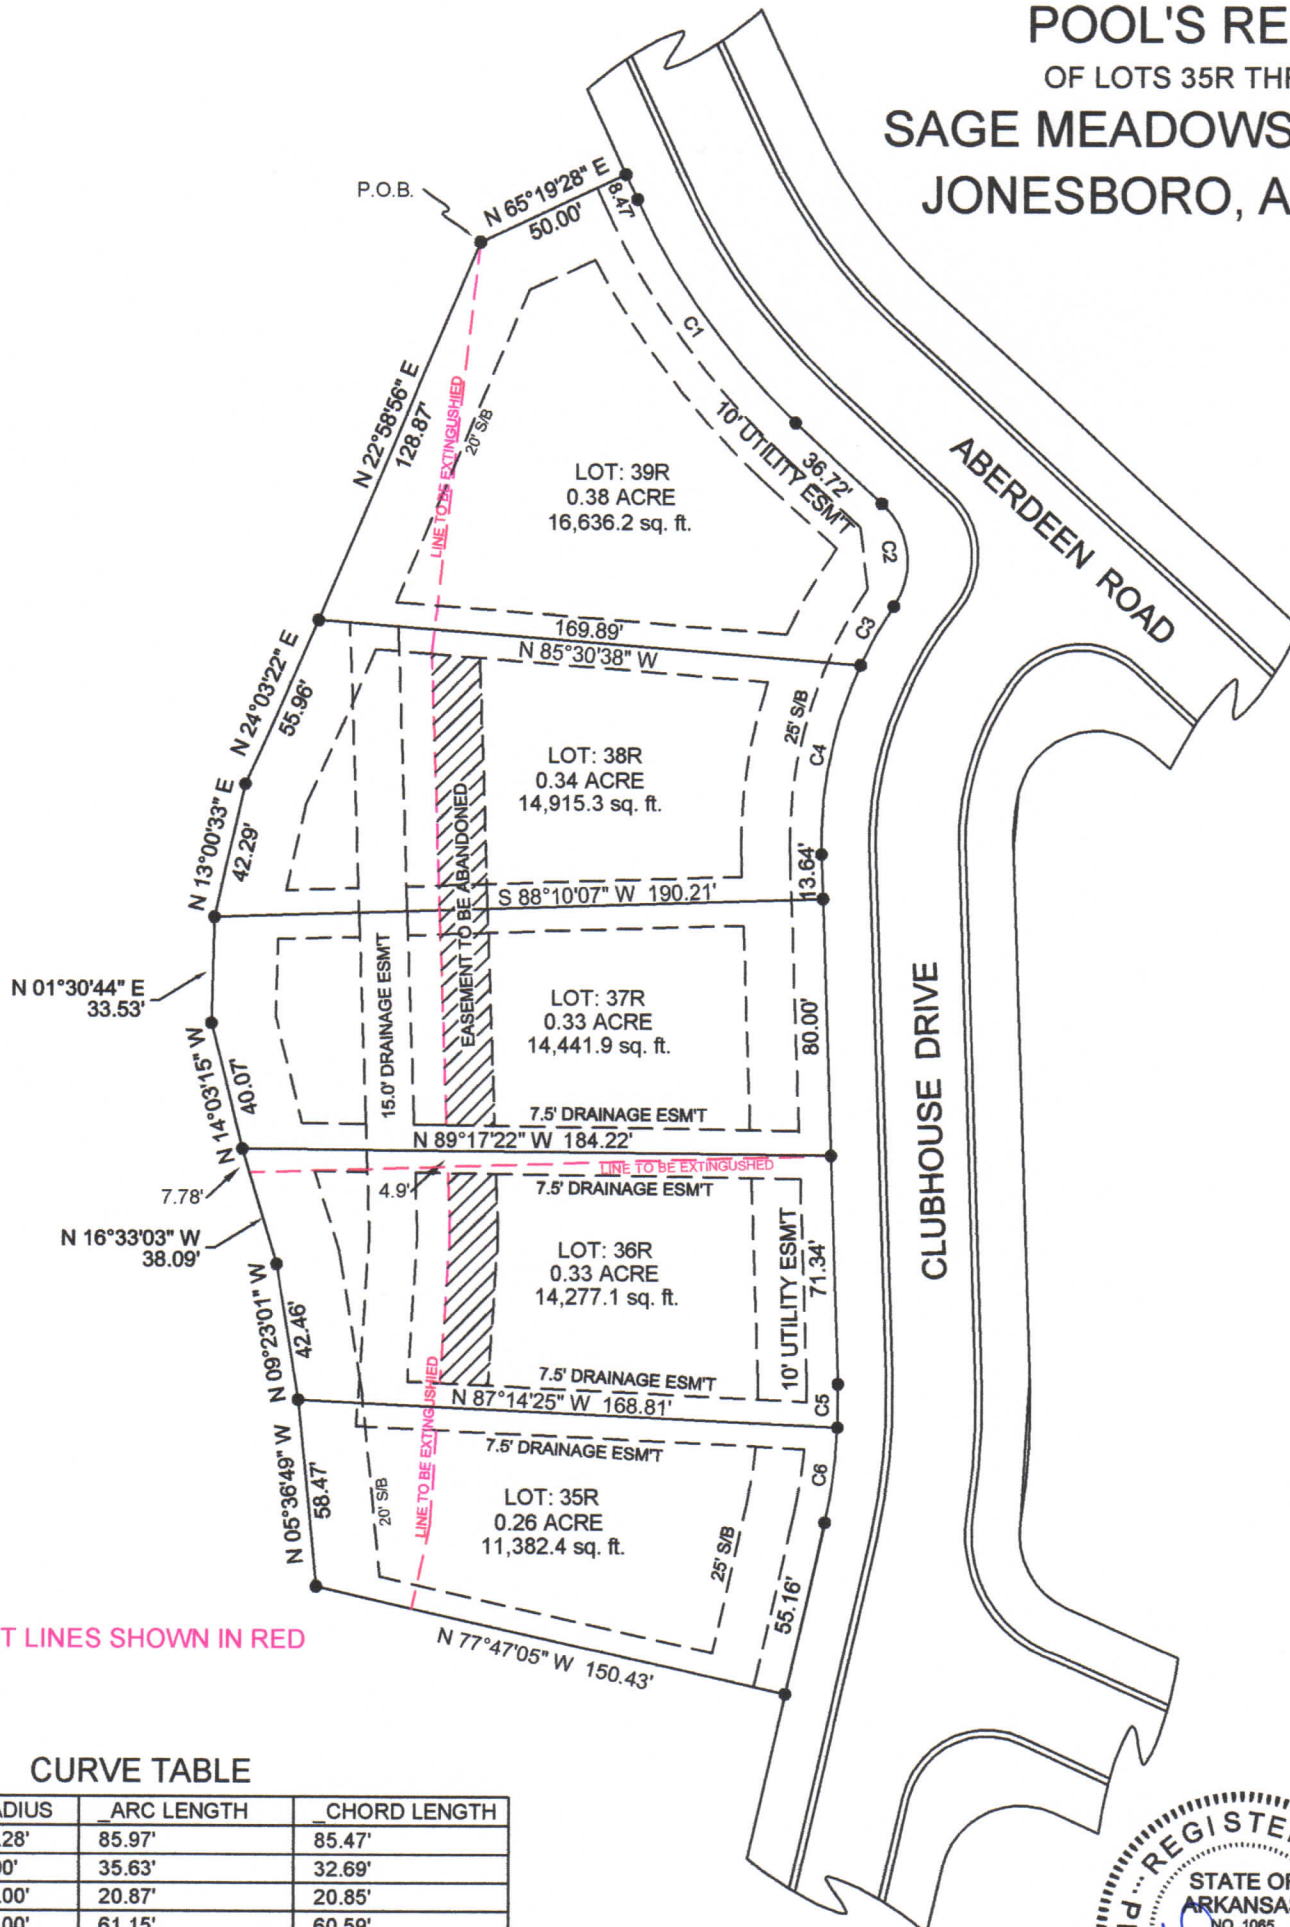 POOL'S RE
OF LOTS 35R THR
SAGE MEADOWS
JONESBORO, A
P.O.B.
N 65°19'28" E
50.00'
8.47'
C1
N 22°58'56" E
128.87'
LINE TO BE EXTINGUSHIED
20' S/B
10' UTILITY ESM'T
36.72'
LOT: 39R
0.38 ACRE
16,636.2 sq. ft.
ABERDEEN ROAD
C2
C3
169.89'
N 85°30'38" W
N 24°03'22" E
55.96'
25' S/B
C4
LOT: 38R
0.34 ACRE
14,915.3 sq. ft.
N 13°00'33" E
42.29'
EASEMENT TO BE ABANDONED
13.64'
S 88°10'07" W 190.21'
N 01°30'44" E
33.53'
15.0' DRAINAGE ESM'T
LOT: 37R
0.33 ACRE
14,441.9 sq. ft.
80.00'
CLUBHOUSE DRIVE
N 14°03'15" W
40.07'
7.5' DRAINAGE ESM'T
N 89°17'22" W 184.22'
LINE TO BE EXTINGUSHED
7.78'
4.9'
7.5' DRAINAGE ESM'T
N 16°33'03" W
38.09'
LOT: 36R
0.33 ACRE
14,277.1 sq. ft.
10' UTILITY ESM'T
71.34'
N 09°23'01" W
42.46'
7.5' DRAINAGE ESM'T
N 87°14'25" W 168.81'
C5
LINE TO BE EXTINGUSHIED
7.5' DRAINAGE ESM'T
C6
N 05°36'49" W
58.47'
20' S/B
LOT: 35R
0.26 ACRE
11,382.4 sq. ft.
25' S/B
55.16'
N 77°47'05" W 150.43'
T LINES SHOWN IN RED
CURVE TABLE
ADIUS _ARC LENGTH _CHORD LENGTH
.28' 85.97' 85.47'
00' 35.63' 32.69'
.00' 20.87' 20.85'
00' 61.15' 60.59'
REGISTE
STATE OF
ARKANSAS
NO. 1065